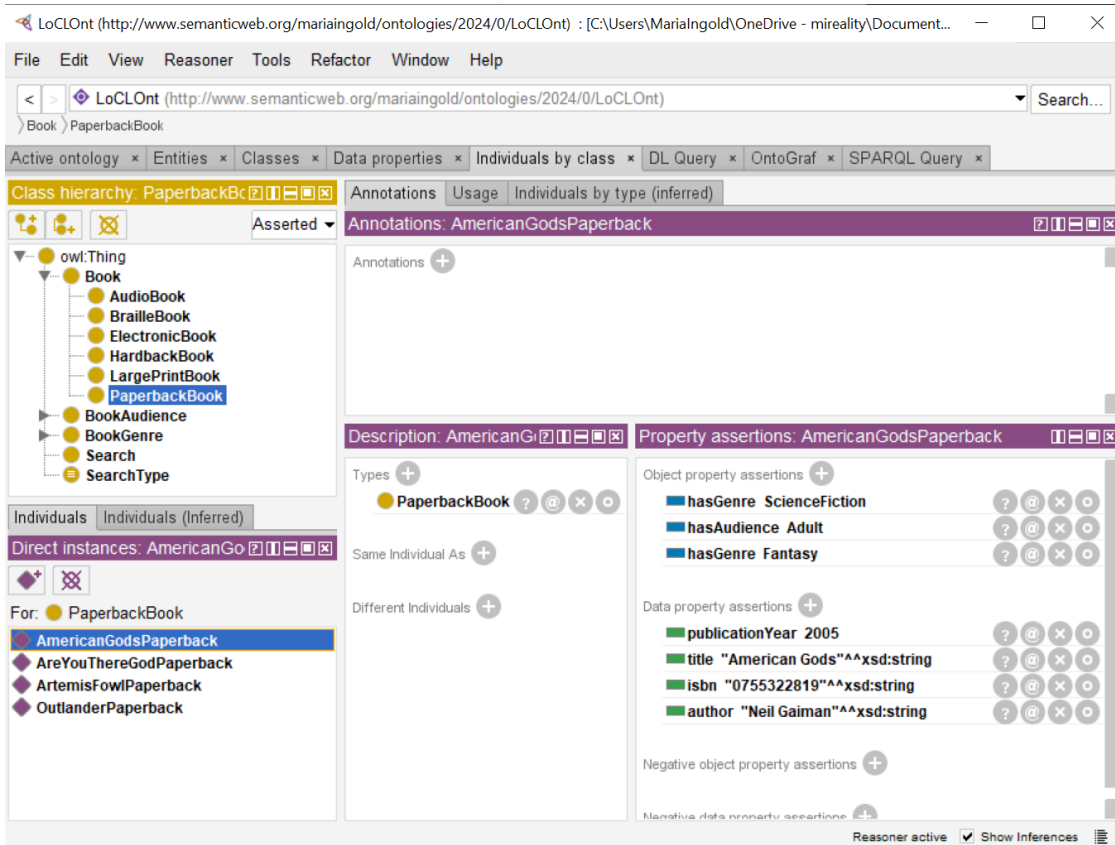 LoCLOnt (http://www.semanticweb.org/mariaingold/ontologies/2024/0/LoCLOnt) : [C:\Users\MariaIngold\OneDrive - mireality\Document...
File Edit View Reasoner Tools Refactor Window Help
< > LoCLOnt (http://www.semanticweb.org/mariaingold/ontologies/2024/0/LoCLOnt) Search...
Book PaperbackBook
Active ontology × Entities × Classes × Data properties × Individuals by class × DL Query × OntoGraf × SPARQL Query ×
Class hierarchy: PaperbackBo
Asserted
owl:Thing
Book
AudioBook
BrailleBook
ElectronicBook
HardbackBook
LargePrintBook
PaperbackBook
BookAudience
BookGenre
Search
SearchType
Individuals Individuals (Inferred)
Direct instances: AmericanGo
For: PaperbackBook
AmericanGodsPaperback
AreYouThereGodPaperback
ArtemisFowlPaperback
OutlanderPaperback
Annotations Usage Individuals by type (inferred)
Annotations: AmericanGodsPaperback
Annotations
Description: AmericanG
Types
PaperbackBook
Same Individual As
Different Individuals
Property assertions: AmericanGodsPaperback
Object property assertions
hasGenre ScienceFiction
hasAudience Adult
hasGenre Fantasy
Data property assertions
publicationYear 2005
title "American Gods"^^xsd:string
isbn "0755322819"^^xsd:string
author "Neil Gaiman"^^xsd:string
Negative object property assertions
Negative data property assertions
Reasoner active Show Inferences